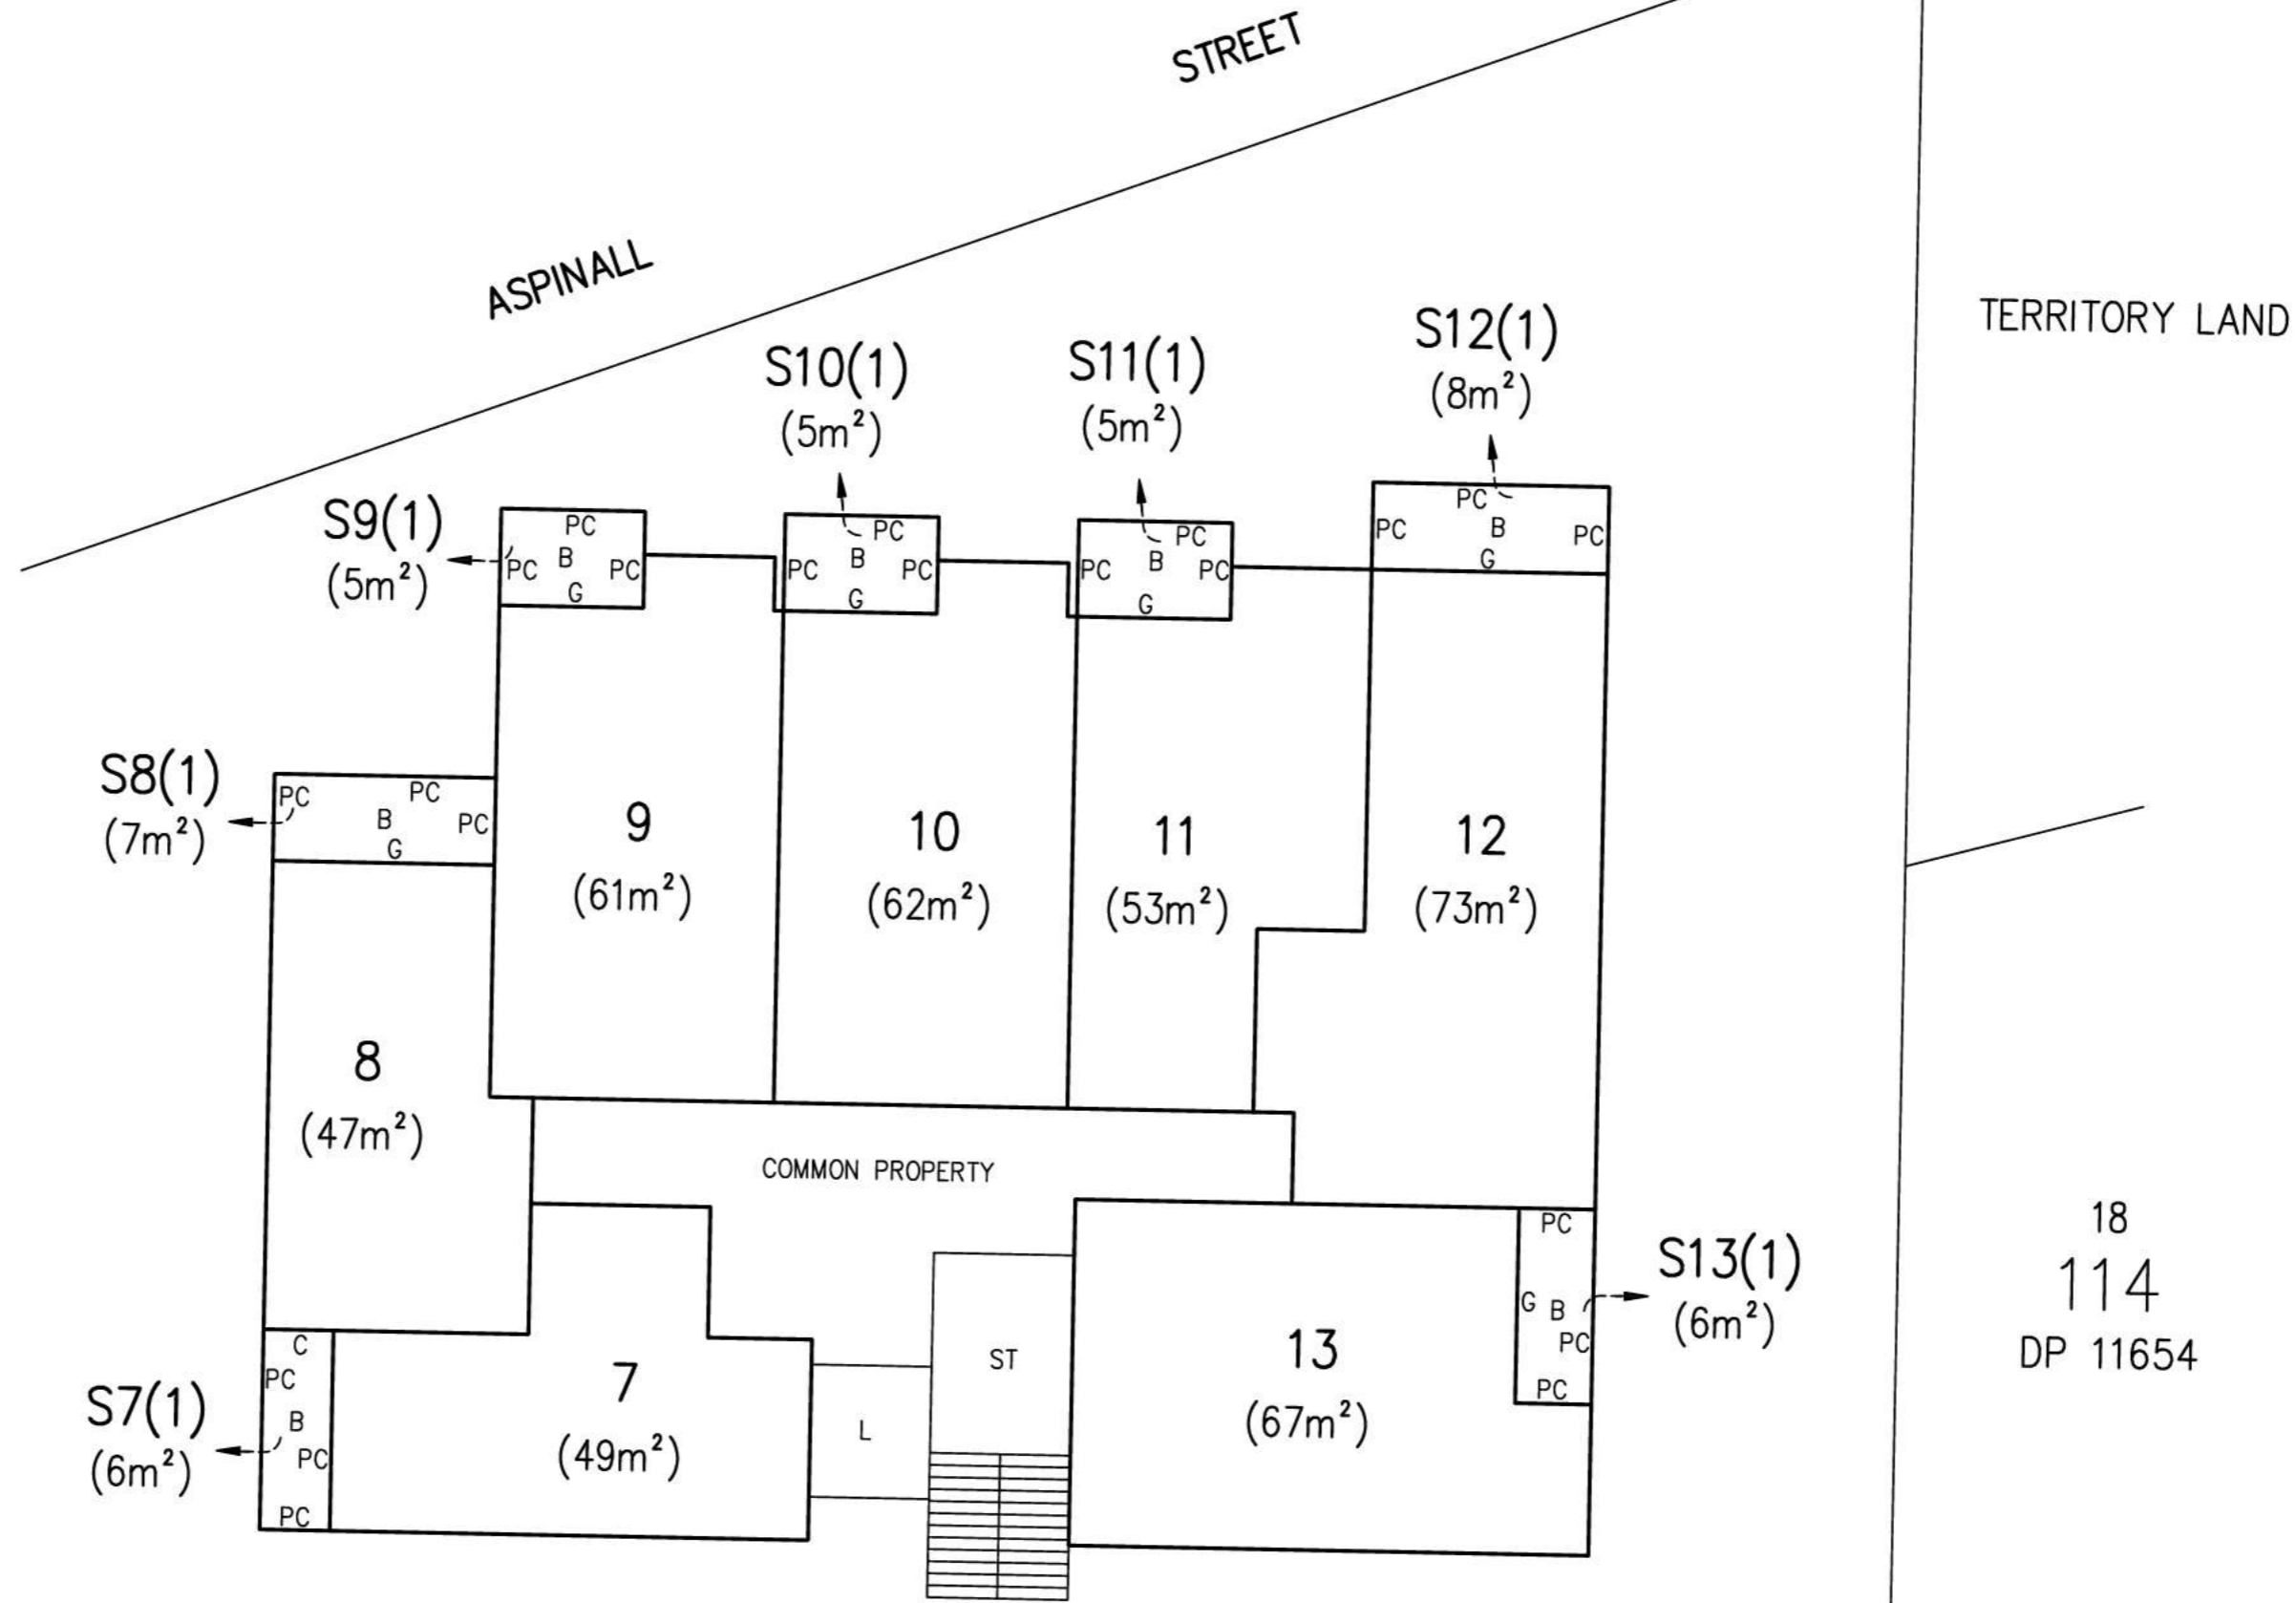 STREET
ASPINALL
TERRITORY LAND
S12(1)
(8m²)
S11(1)
(5m²)
S10(1)
(5m²)
S9(1)
(5m²)
PC
PC B PC
G
PC
PC B PC
G
PC
PC B PC
G
PC
PC B PC
G
S8(1)
(7m²)
PC PC
B PC
G
9
(61m²)
10
(62m²)
11
(53m²)
12
(73m²)
8
(47m²)
COMMON PROPERTY
S7(1)
(6m²)
C
PC
B
PC
PC
7
(49m²)
L
ST
13
(67m²)
PC
G B
PC
PC
S13(1)
(6m²)
18
114
DP 11654